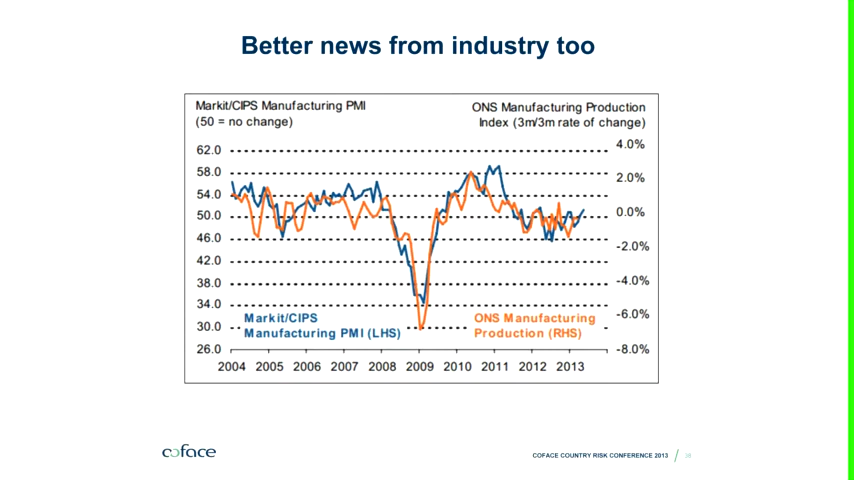 Better news from industry too
Markit/CIPS Manufacturing PMI
(50 = no change)
ONS Manufacturing Production
Index (3m/3m rate of change)
62.0
58.0
54.0
50.0
46.0
42.0
38.0
34.0
30.0
26.0
4.0%
2.0%
0.0%
-2.0%
-4.0%
-6.0%
-8.0%
Markit/CIPS
Manufacturing PMI (LHS)
ONS Manufacturing
Production (RHS)
2004 2005 2006 2007 2008 2009 2010 2011 2012 2013
coface
COFACE COUNTRY RISK CONFERENCE 2013 /